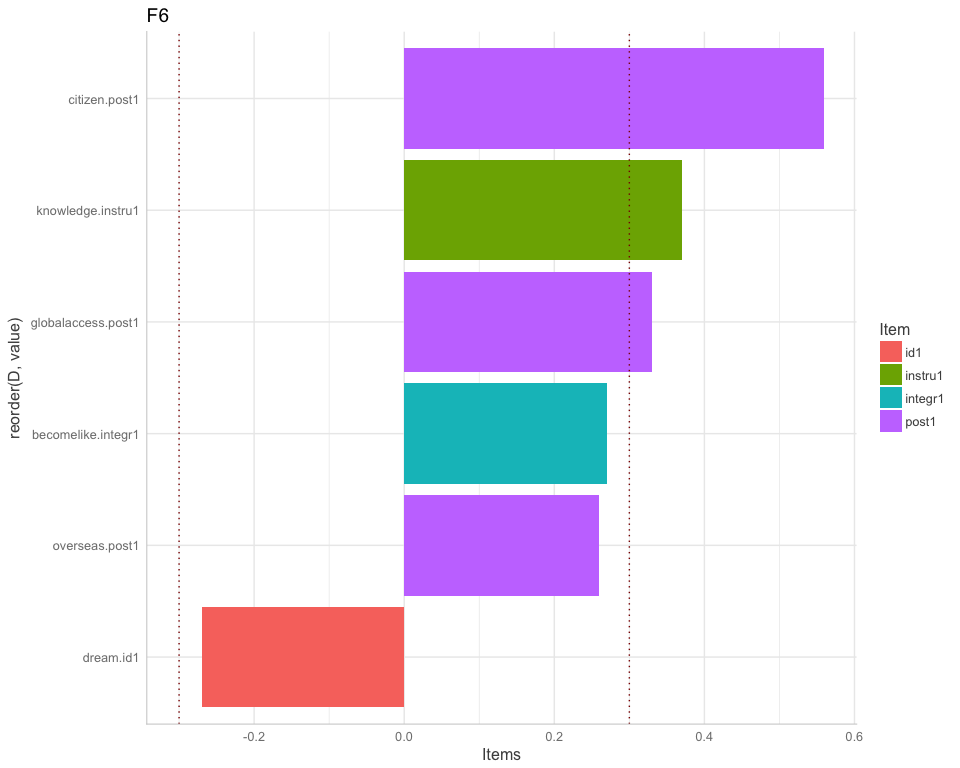 F6
citizen.post1
knowledge.instru1
globalaccess.post1
becomelike.integr1
overseas.post1
dream.id1
reorder(D, value)
-0.2
0.0
0.2
0.4
0.6
Items
Item
id1
instru1
integr1
post1